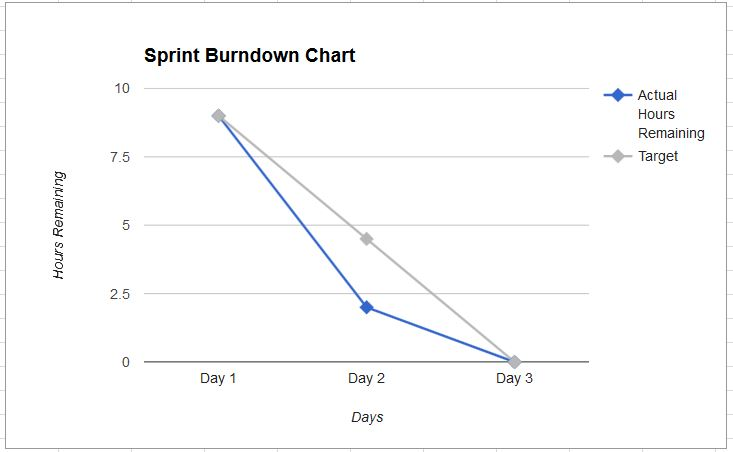 Sprint Burndown Chart
10
7.5
5
2.5
0
Hours Remaining
Day 1
Day 2
Day 3
Days
Actual
Hours
Remaining
Target